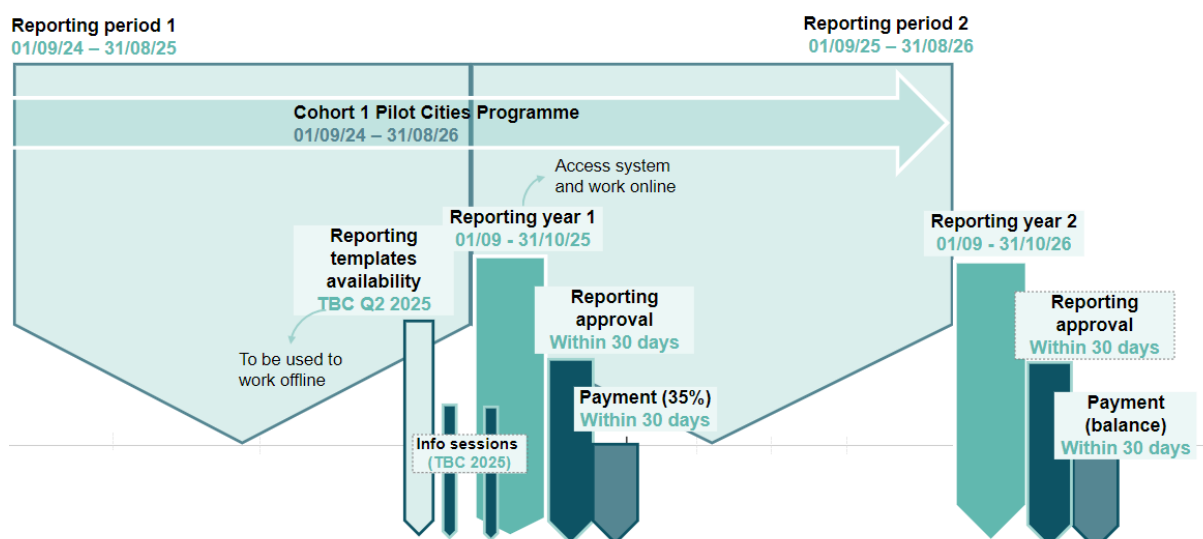 Reporting period 1
01/09/24 – 31/08/25
Reporting period 2
01/09/25 – 31/08/26
Cohort 1 Pilot Cities Programme
01/09/24 – 31/08/26
Access system
and work online
Reporting year 1
01/09 - 31/10/25
Reporting year 2
01/09 - 31/10/26
Reporting
templates
availability
TBC Q2 2025
To be used to
work offline
Reporting
approval
Within 30 days
Reporting
approval
Within 30 days
Payment (35%)
Within 30 days
Payment
(balance)
Within 30 days
Info sessions
(TBC 2025)